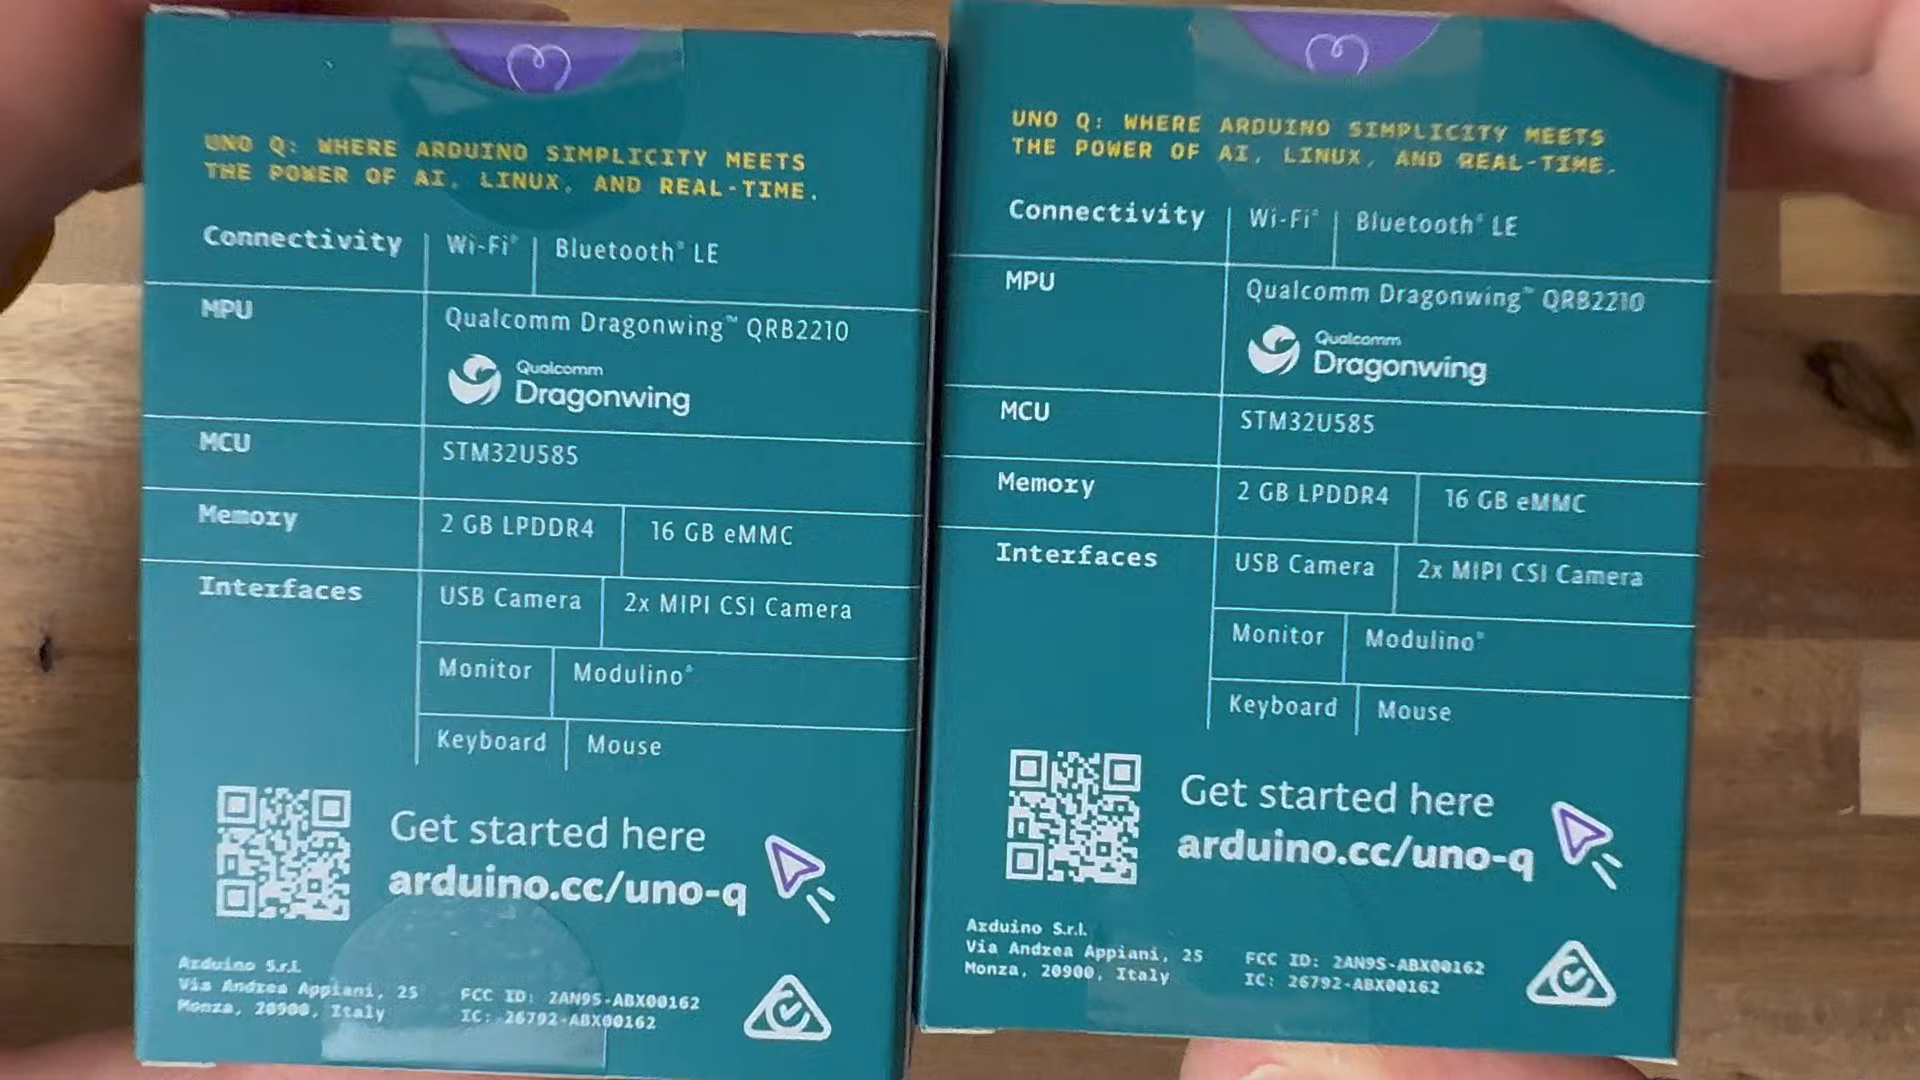 UNO Q: WHERE ARDUINO SIMPLICITY MEETS
THE POWER OF AI, LINUX, AND REAL-TIME.
Connectivity Wi-Fi® Bluetooth® LE
MPU Qualcomm Dragonwing™ QRB2210
Qualcomm
Dragonwing
MCU STM32U585
Memory 2 GB LPDDR4 16 GB eMMC
Interfaces USB Camera 2x MIPI CSI Camera
Monitor Modulino®
Keyboard Mouse
Get started here
arduino.cc/uno-q
Arduino S.r.l.
Via Andrea Appiani, 25
Monza, 20900, Italy
FCC ID: 2AN9S-ABX00162
IC: 26792-ABX00162
UNO Q: WHERE ARDUINO SIMPLICITY MEETS
THE POWER OF AI, LINUX, AND REAL-TIME.
Connectivity Wi-Fi® Bluetooth® LE
MPU Qualcomm Dragonwing™ QRB2210
Qualcomm
Dragonwing
MCU STM32U585
Memory 2 GB LPDDR4 16 GB eMMC
Interfaces USB Camera 2x MIPI CSI Camera
Monitor Modulino®
Keyboard Mouse
Get started here
arduino.cc/uno-q
Arduino S.r.l.
Via Andrea Appiani, 25
Monza, 20900, Italy
FCC ID: 2AN9S-ABX00162
IC: 26792-ABX00162